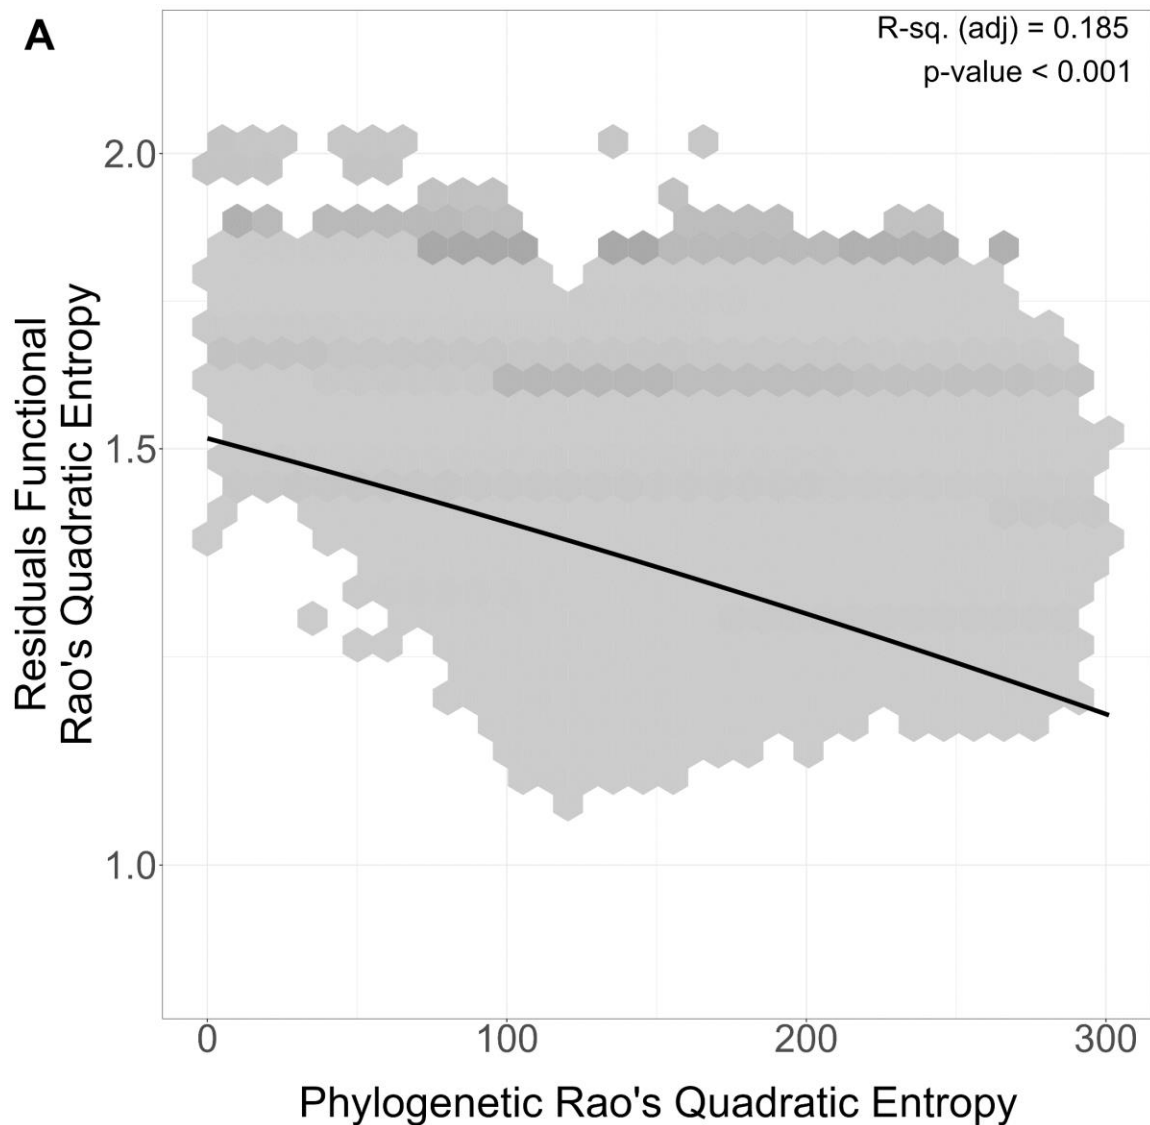 A
R-sq. (adj) = 0.185
p-value < 0.001
2.0
1.5
1.0
Residuals Functional
Rao's Quadratic Entropy
0 100 200 300
Phylogenetic Rao's Quadratic Entropy